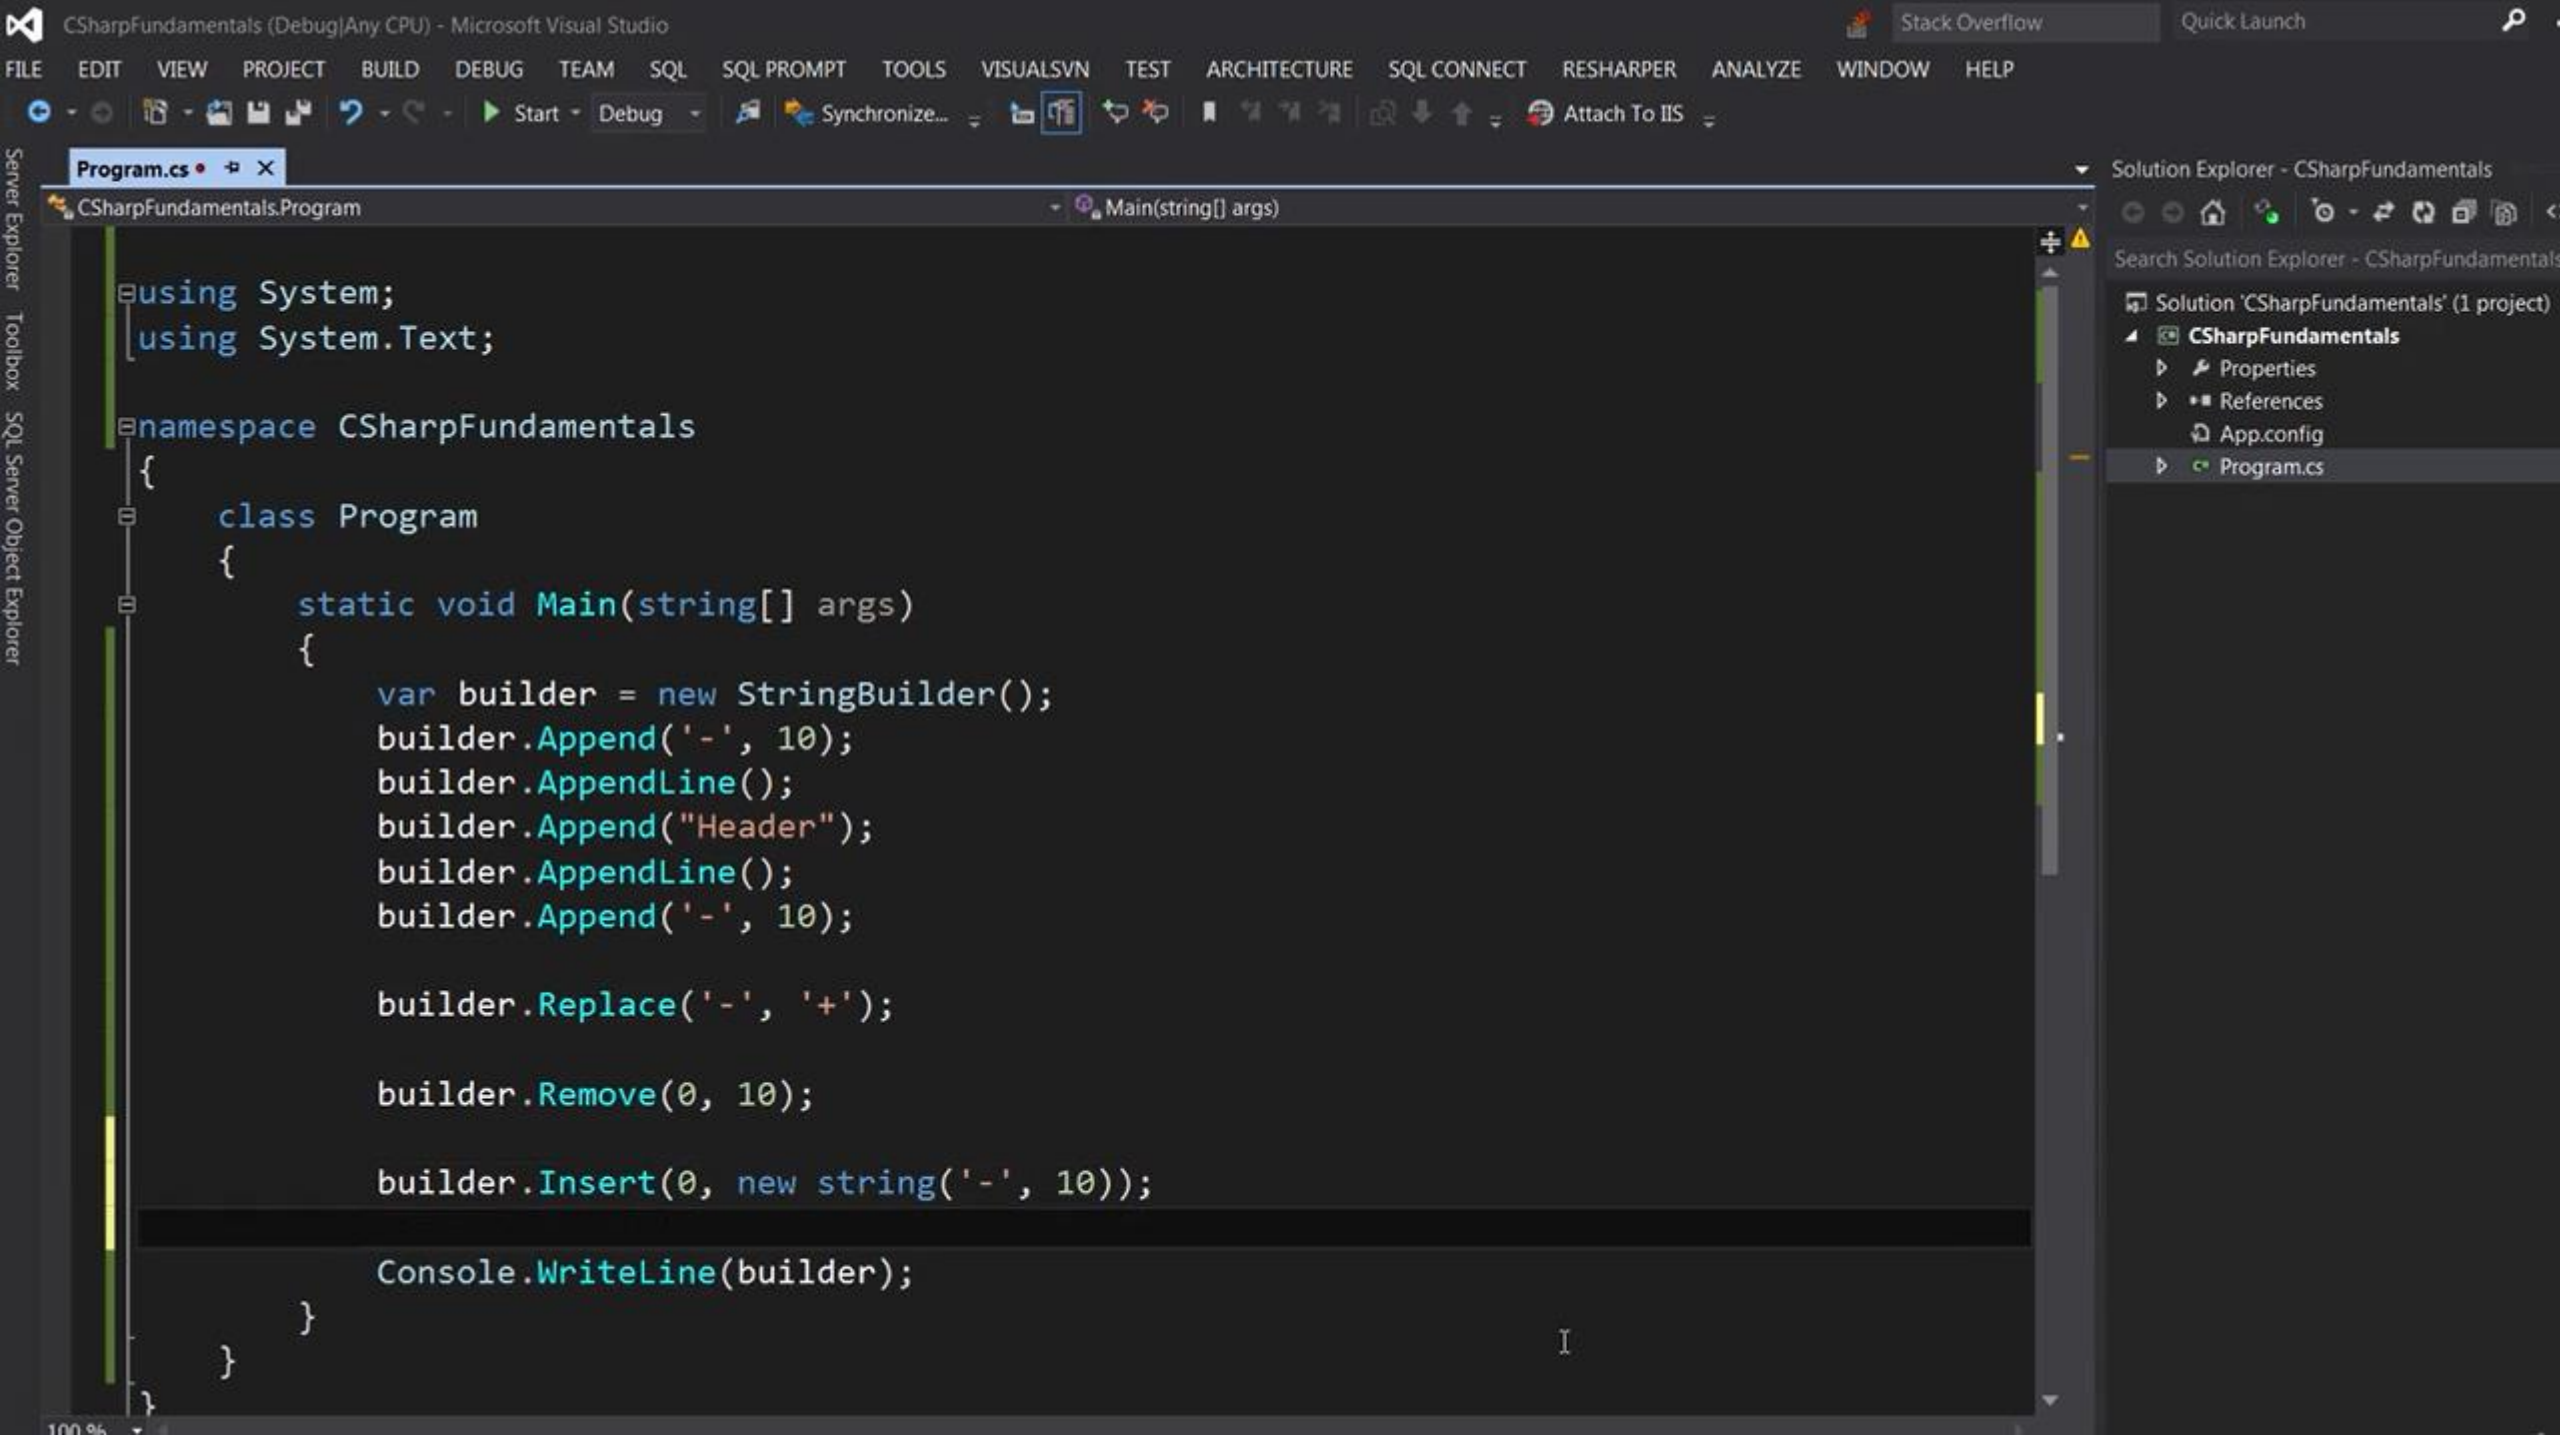 CSharpFundamentals (Debug|Any CPU) - Microsoft Visual Studio
Stack Overflow
Quick Launch
FILE EDIT VIEW PROJECT BUILD DEBUG TEAM SQL SQL PROMPT TOOLS VISUALSVN TEST ARCHITECTURE SQL CONNECT RESHARPER ANALYZE WINDOW HELP
Start Debug Synchronize... Attach To IIS
Server Explorer
Toolbox
SQL Server Object Explorer
Program.cs
CSharpFundamentals.Program
Main(string[] args)
using System;
using System.Text;
namespace CSharpFundamentals
{
class Program
{
static void Main(string[] args)
{
var builder = new StringBuilder();
builder.Append('-', 10);
builder.AppendLine();
builder.Append("Header");
builder.AppendLine();
builder.Append('-', 10);
builder.Replace('-', '+');
builder.Remove(0, 10);
builder.Insert(0, new string('-', 10));
Console.WriteLine(builder);
}
}
}
100 %
Solution Explorer - CSharpFundamentals
Search Solution Explorer - CSharpFundamentals
Solution 'CSharpFundamentals' (1 project)
CSharpFundamentals
Properties
References
App.config
Program.cs